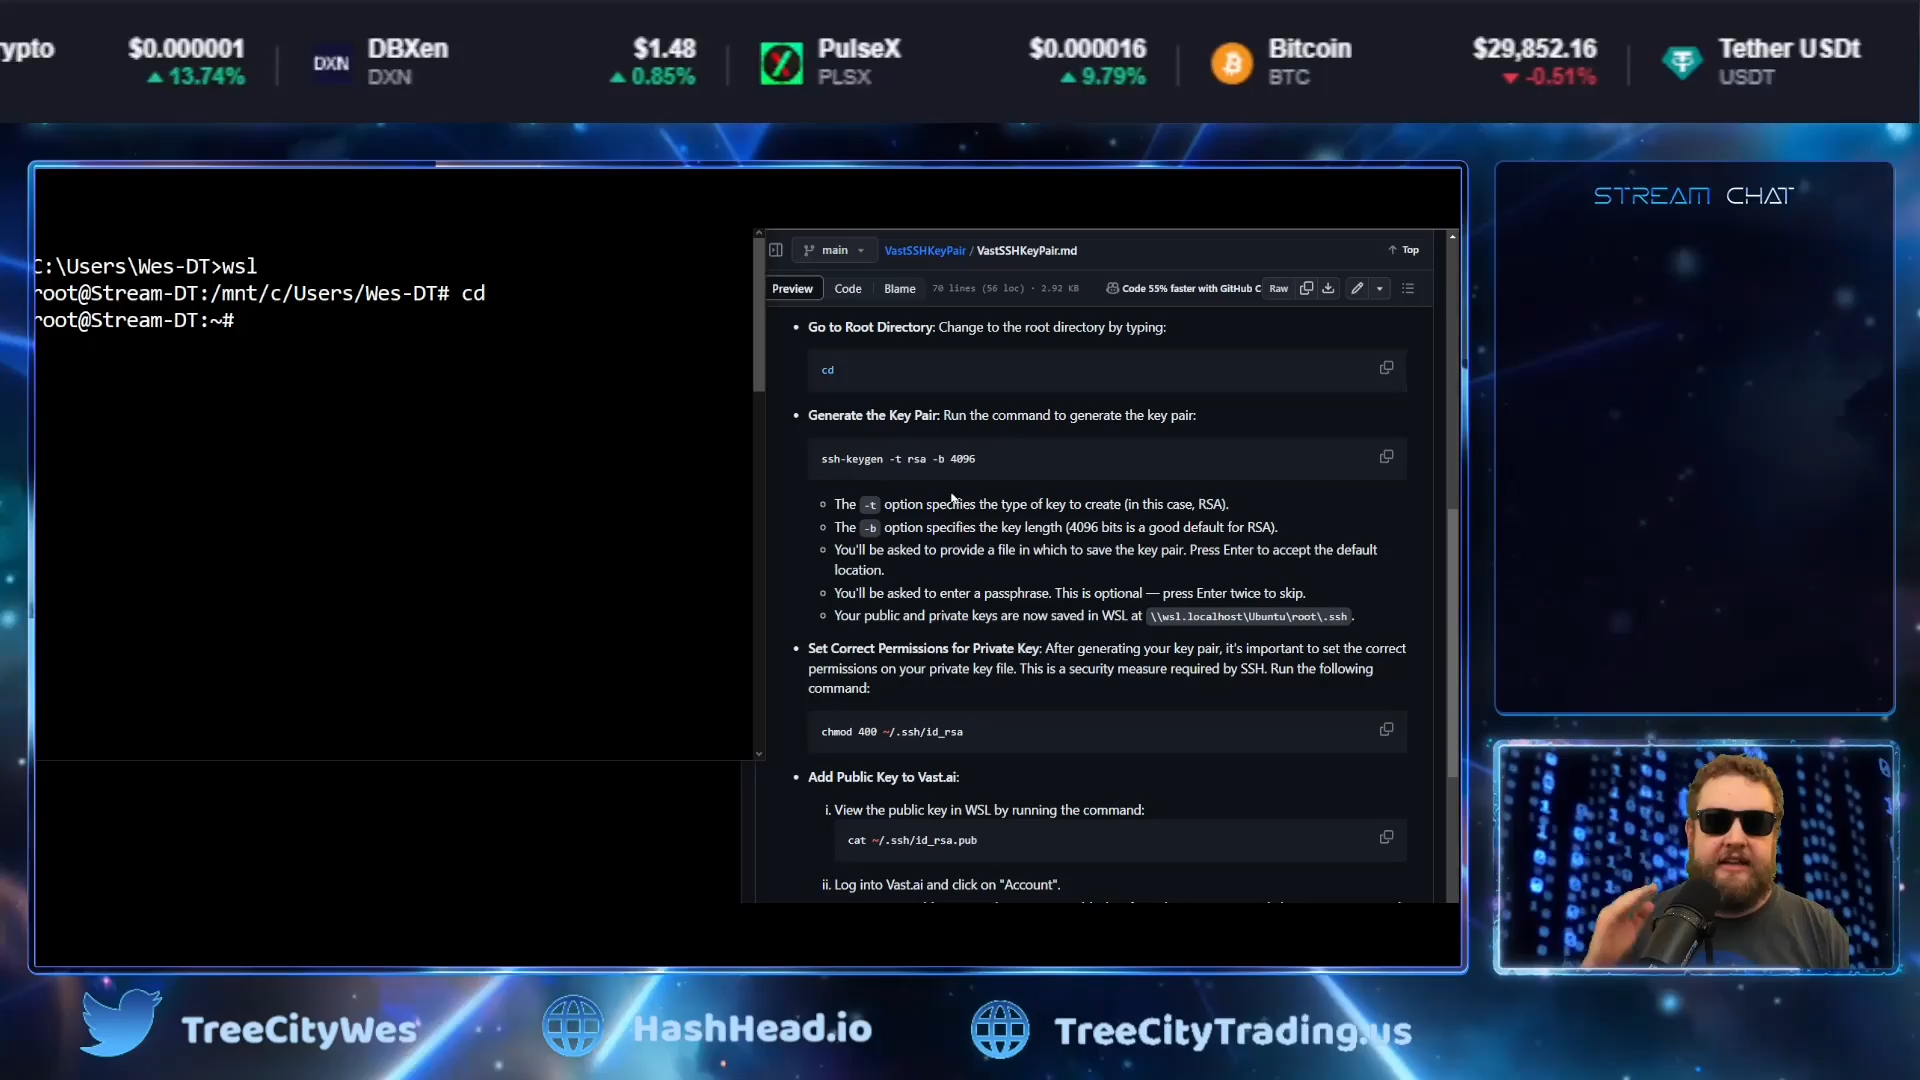 rypto
$0.000001
13.74%
DXN
DBXen
DXN
$1.48
0.85%
PulseX
PLSX
$0.000016
9.79%
Bitcoin
BTC
$29,852.16
-0.51%
Tether USDt
USDT
C:\Users\Wes-DT>wsl
root@Stream-DT:/mnt/c/Users/Wes-DT# cd
root@Stream-DT:~#
main
VastSSHKeyPair / VastSSHKeyPair.md
Top
Preview Code Blame 70 lines (56 loc) · 2.92 KB Code 55% faster with GitHub C Raw
Go to Root Directory: Change to the root directory by typing:
cd
Generate the Key Pair: Run the command to generate the key pair:
ssh-keygen -t rsa -b 4096
The -t option specifies the type of key to create (in this case, RSA).
The -b option specifies the key length (4096 bits is a good default for RSA).
You'll be asked to provide a file in which to save the key pair. Press Enter to accept the default
location.
You'll be asked to enter a passphrase. This is optional — press Enter twice to skip.
Your public and private keys are now saved in WSL at \\wsl.localhost\Ubuntu\root\.ssh.
Set Correct Permissions for Private Key: After generating your key pair, it's important to set the correct
permissions on your private key file. This is a security measure required by SSH. Run the following
command:
chmod 400 ~/.ssh/id_rsa
Add Public Key to Vast.ai:
i. View the public key in WSL by running the command:
cat ~/.ssh/id_rsa.pub
ii. Log into Vast.ai and click on "Account".
STREAM CHAT
TreeCityWes
HashHead.io
TreeCityTrading.us